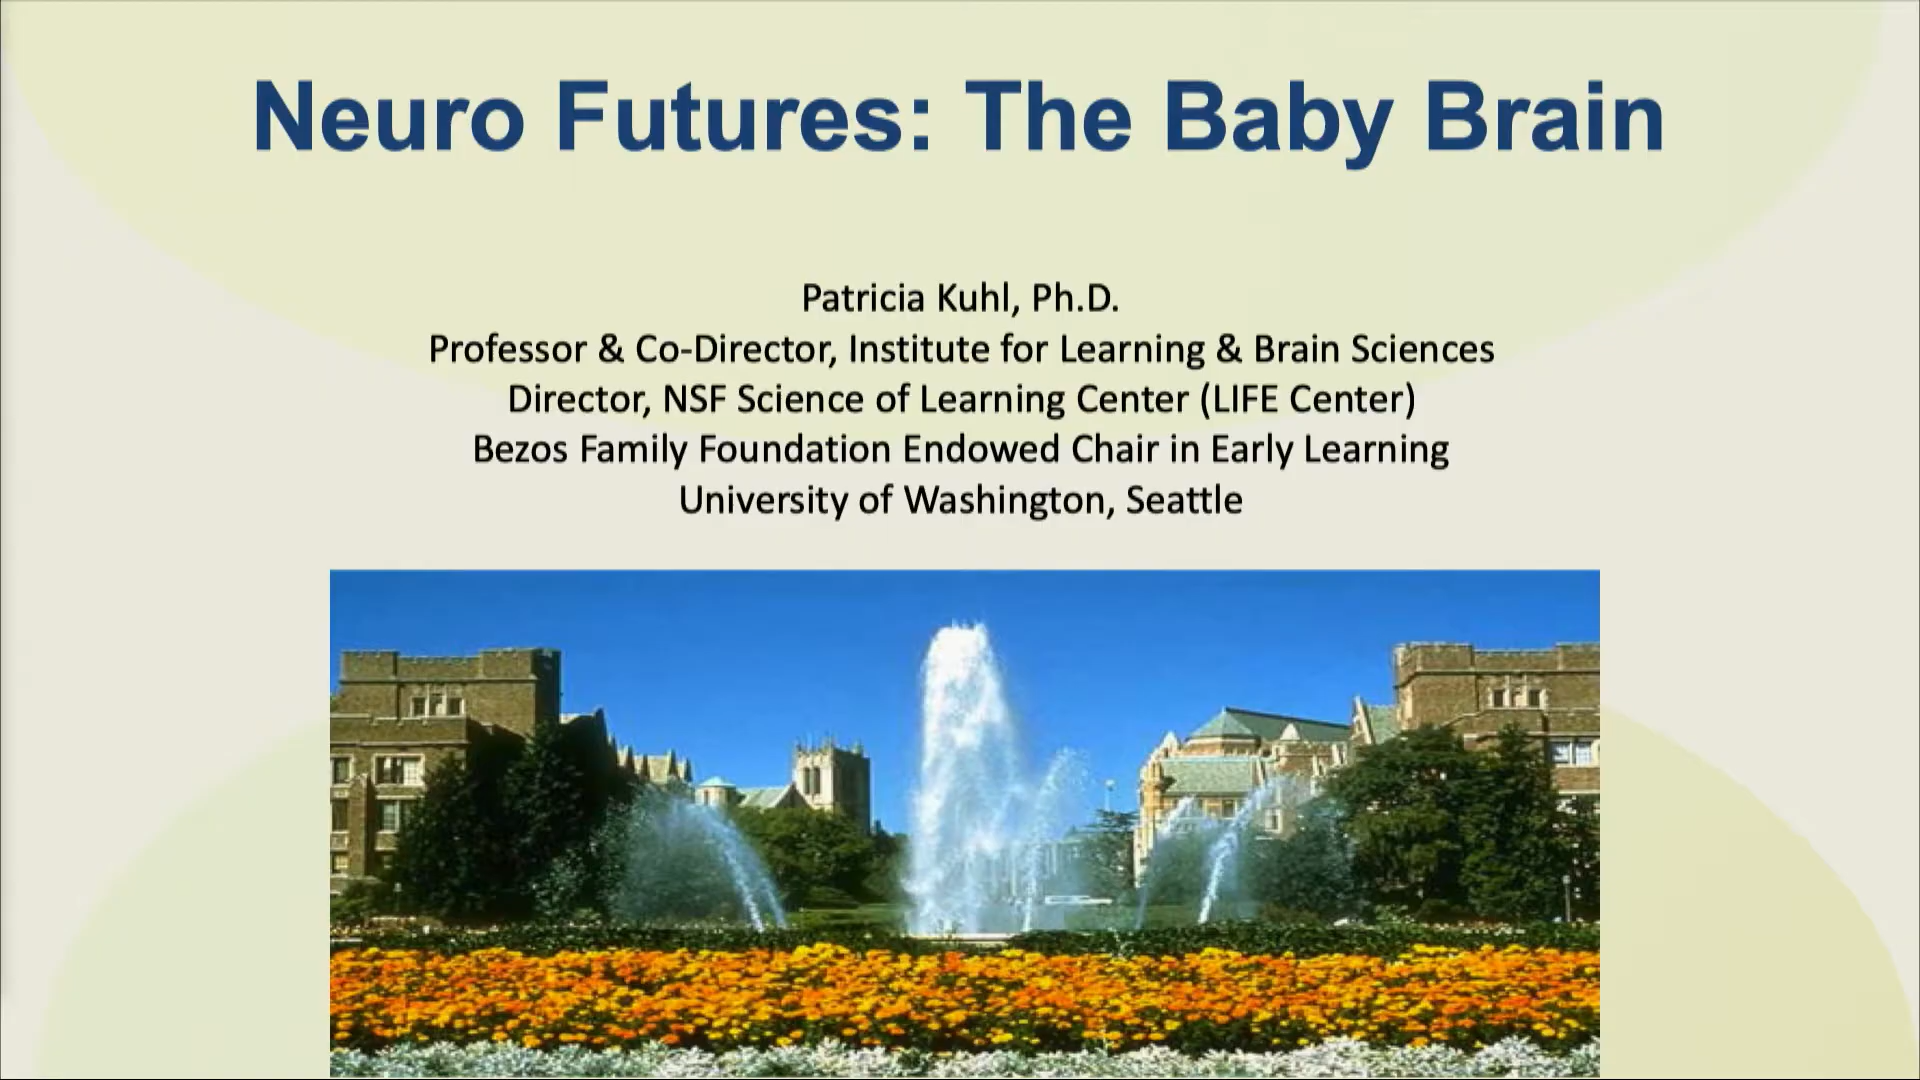 Neuro Futures: The Baby Brain
Patricia Kuhl, Ph.D.
Professor & Co-Director, Institute for Learning & Brain Sciences
Director, NSF Science of Learning Center (LIFE Center)
Bezos Family Foundation Endowed Chair in Early Learning
University of Washington, Seattle